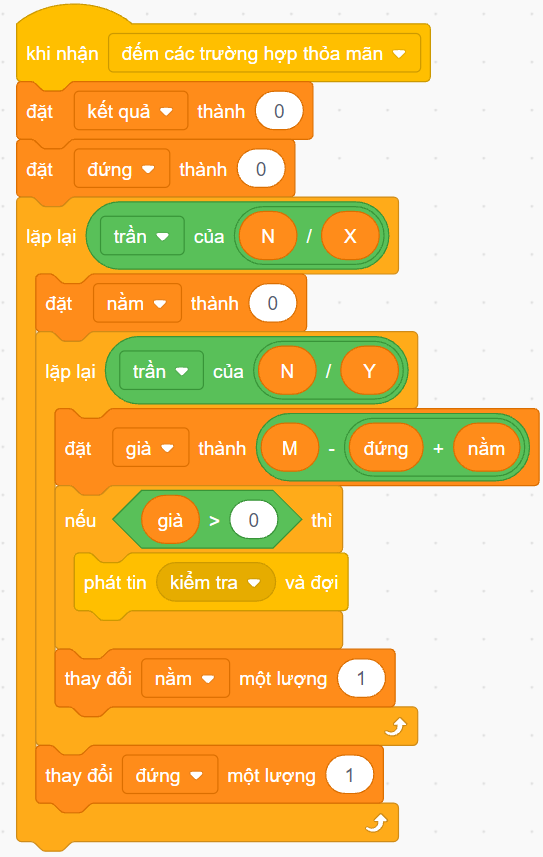 khi nhận đếm các trường hợp thỏa mãn
đặt kết quả thành 0
đặt đứng thành 0
lặp lại trần của N / X
đặt nằm thành 0
lặp lại trần của N / Y
đặt già thành M - đứng + nằm
nếu già > 0 thì
phát tin kiểm tra và đợi
thay đổi nằm một lượng 1
thay đổi đứng một lượng 1